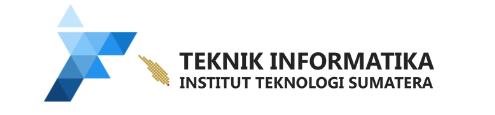 TEKNIK INFORMATIKA
INSTITUT TEKNOLOGI SUMATERA